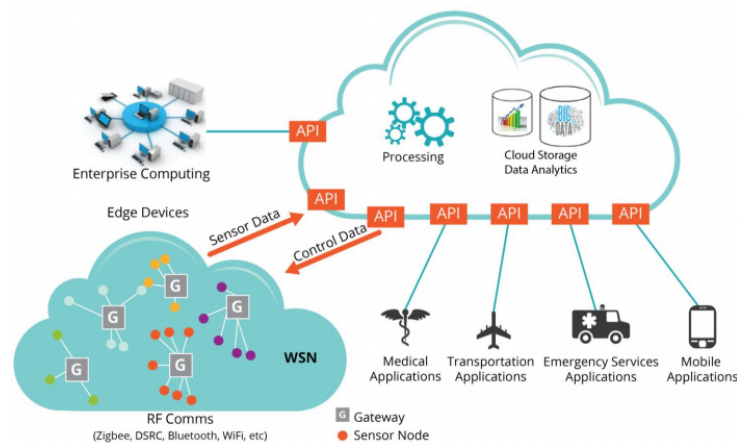 API
Enterprise Computing
Processing
BIG
DATA
Cloud Storage
Data Analytics
Edge Devices
API
API
API
API
API
API
Sensor Data
Control Data
G
G
G
G
G
WSN
Medical
Applications
Transportation
Applications
Emergency Services
Applications
Mobile
Applications
RF Comms
(Zigbee, DSRC, Bluetooth, WiFi, etc)
G Gateway
Sensor Node